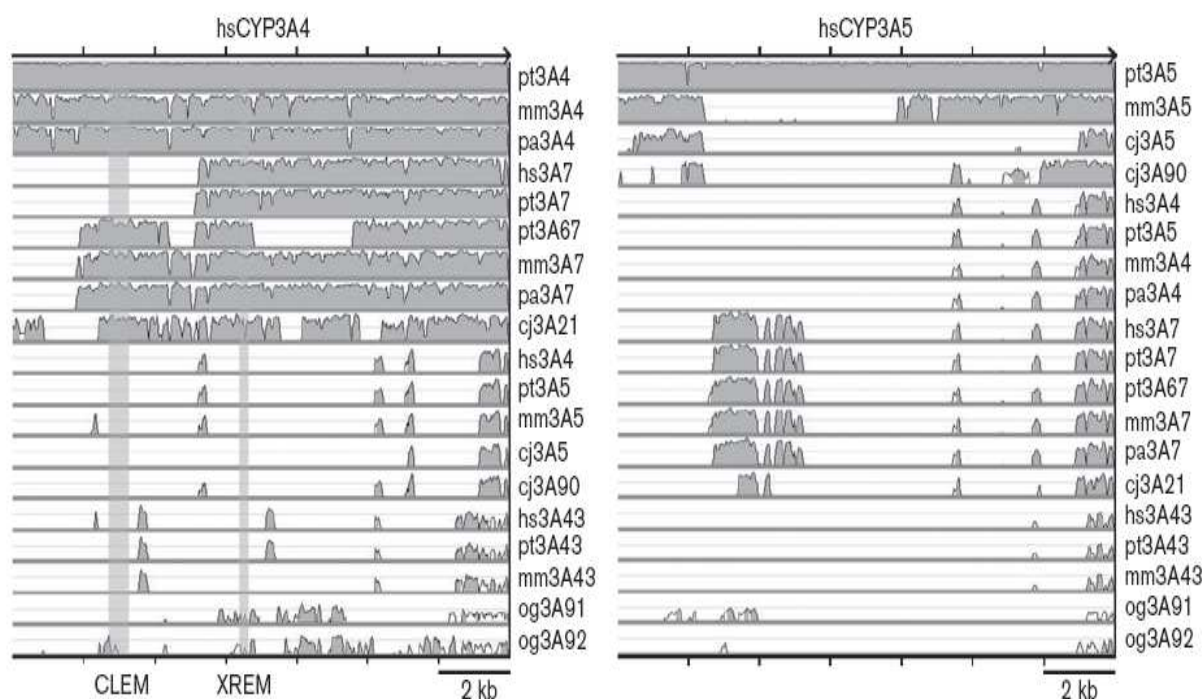 hsCYP3A4
pt3A4
mm3A4
pa3A4
hs3A7
pt3A7
pt3A67
mm3A7
pa3A7
cj3A21
hs3A4
pt3A5
mm3A5
cj3A5
cj3A90
hs3A43
pt3A43
mm3A43
og3A91
og3A92
CLEM XREM 2 kb
hsCYP3A5
pt3A5
mm3A5
cj3A5
cj3A90
hs3A4
pt3A5
mm3A4
pa3A4
hs3A7
pt3A7
pt3A67
mm3A7
pa3A7
cj3A21
hs3A43
pt3A43
mm3A43
og3A91
og3A92
2 kb